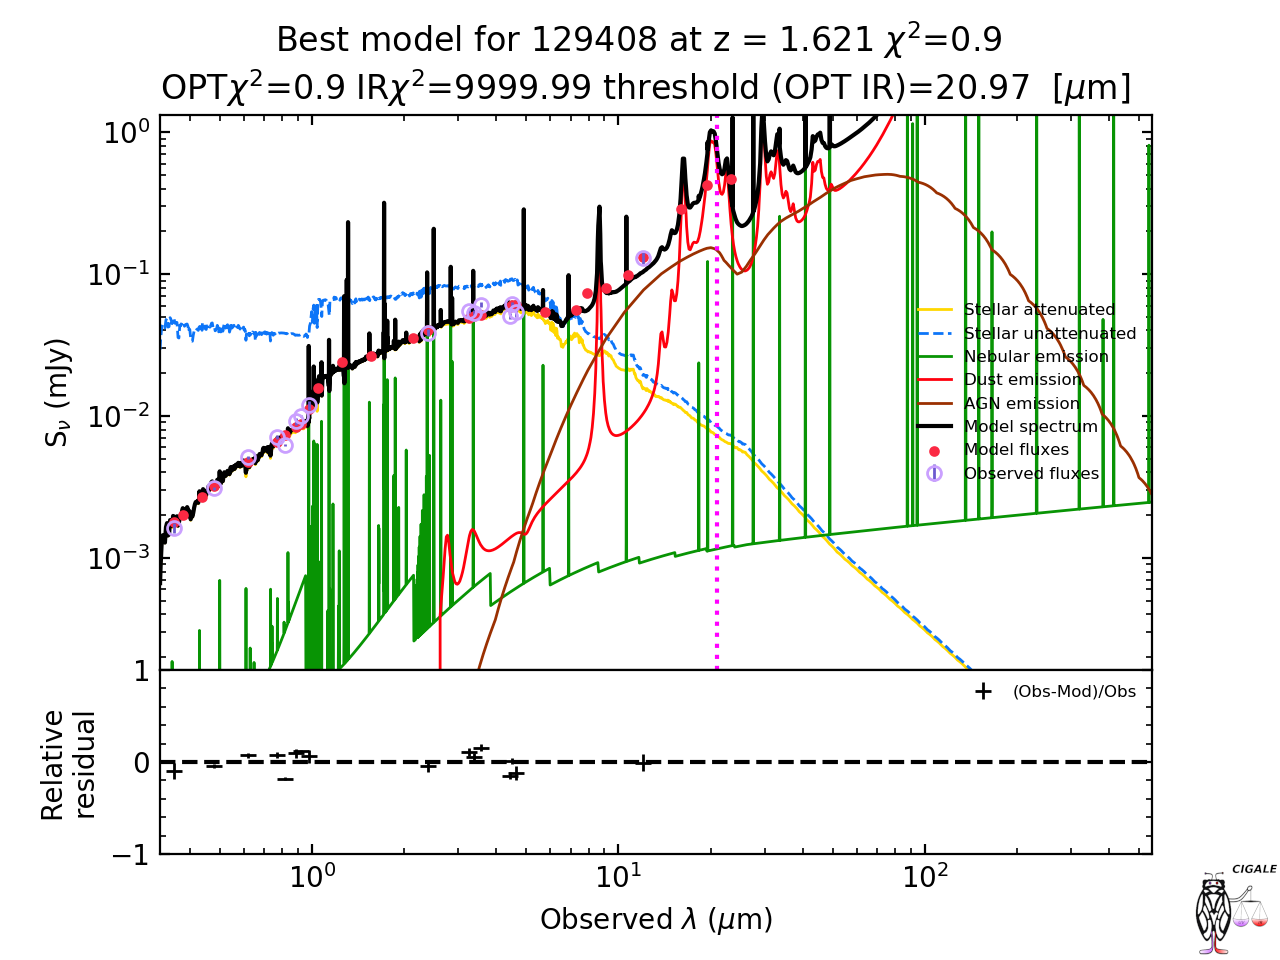 Best model for 129408 at z = 1.621 χ²=0.9
OPTχ²=0.9 IRχ²=9999.99 threshold (OPT IR)=20.97 [μm]
10⁰
10⁻¹
10⁻²
10⁻³
Sᵥ (mJy)
Stellar attenuated
Stellar unattenuated
Nebular emission
Dust emission
AGN emission
Model spectrum
Model fluxes
Observed fluxes
1
0
−1
Relative
residual
(Obs-Mod)/Obs
10⁰ 10¹ 10²
Observed λ (μm)
CIGALE